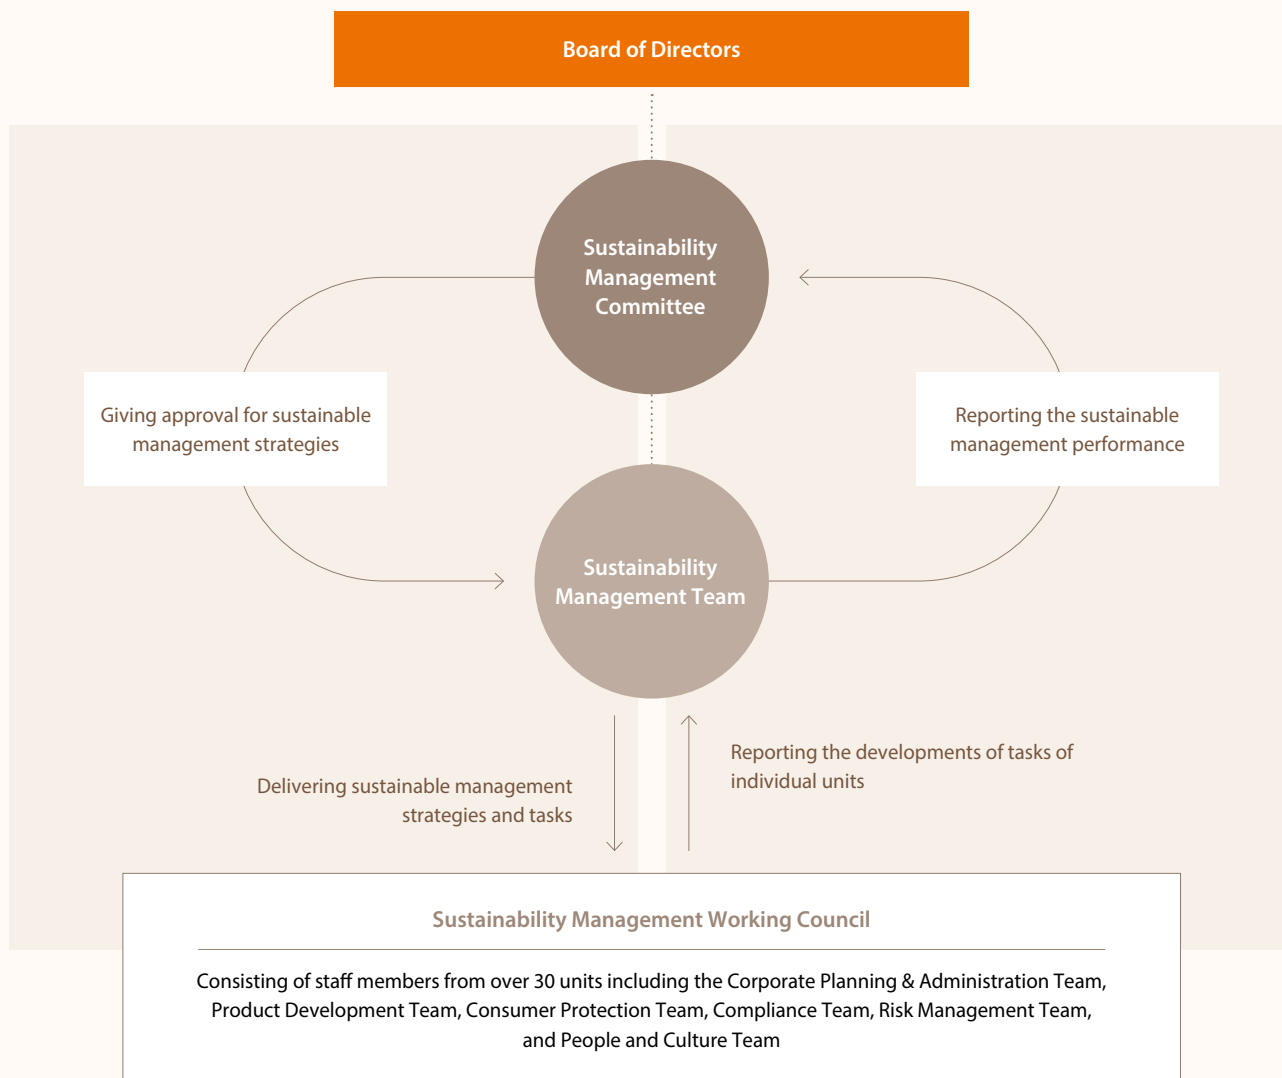 Board of Directors
Sustainability
Management
Committee
Giving approval for sustainable
management strategies
Reporting the sustainable
management performance
Sustainability
Management Team
Delivering sustainable management
strategies and tasks
Reporting the developments of tasks of
individual units
Sustainability Management Working Council
Consisting of staff members from over 30 units including the Corporate Planning & Administration Team,
Product Development Team, Consumer Protection Team, Compliance Team, Risk Management Team,
and People and Culture Team